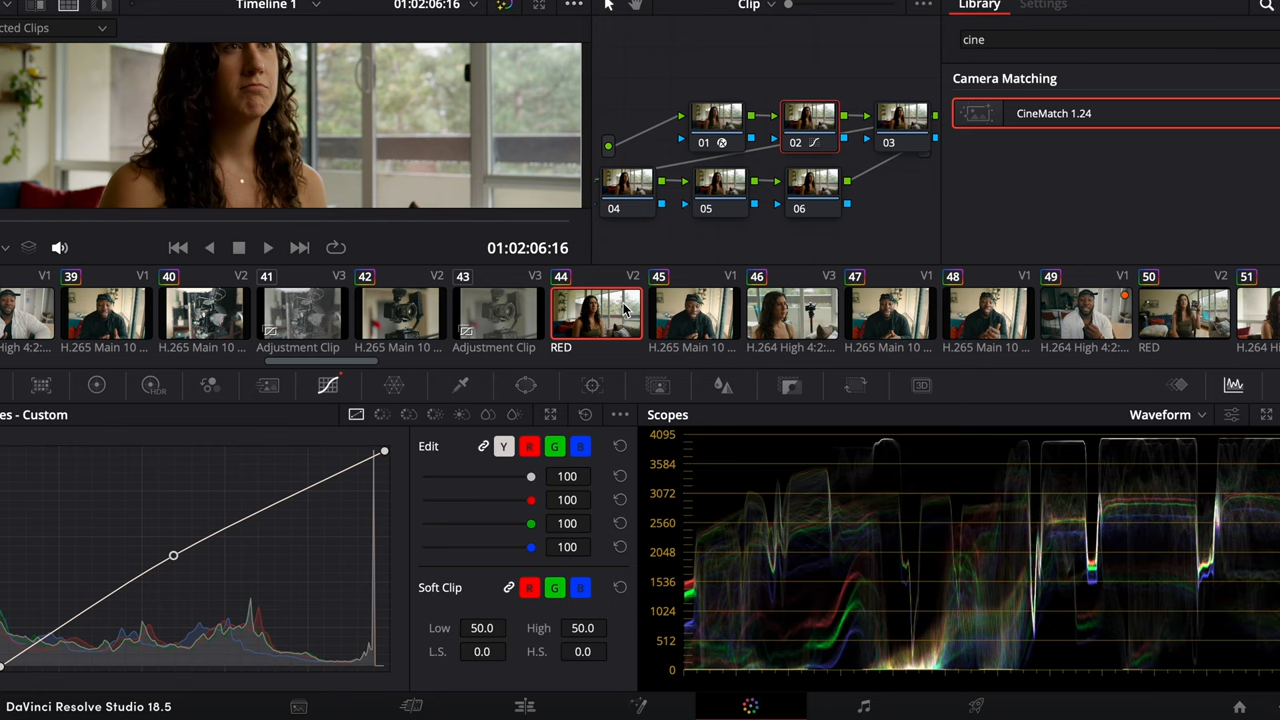 Timeline 1
01:02:06:16
Clip
Library
Settings
cted Clips
cine
Camera Matching
CineMatch 1.24
01
02
03
04
05
06
01:02:06:16
V1
39
V1
40
V2
41
V3
42
V2
43
V3
44
V2
45
V1
46
V3
47
V1
48
V1
49
V1
50
V2
51
High 4:2:...
H.265 Main 10 ...
H.265 Main 10 ...
Adjustment Clip
H.265 Main 10 ...
Adjustment Clip
RED
H.265 Main 10 ...
H.264 High 4:2:...
H.265 Main 10 ...
H.265 Main 10 ...
H.264 High 4:2:...
RED
H.264 H
HDR
3D
es - Custom
Scopes
Waveform
Edit
Y
R
G
B
100
100
100
100
Soft Clip
R
G
B
Low
50.0
High
50.0
L.S.
0.0
H.S.
0.0
4095
3584
3072
2560
2048
1536
1024
512
0
DaVinci Resolve Studio 18.5